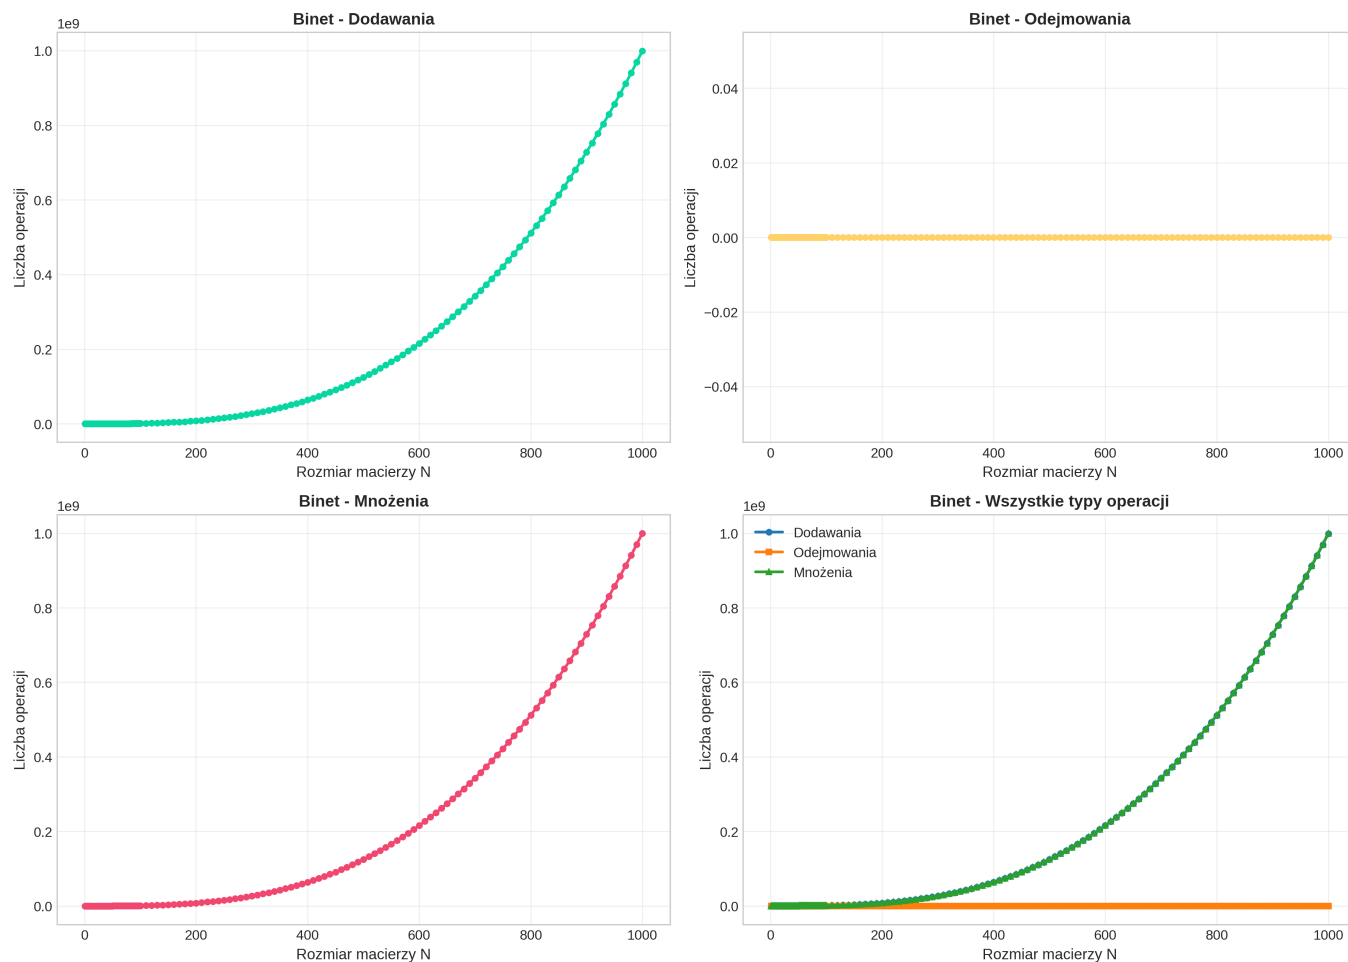 Binet - Dodawania
1e9
1.0
0.8
0.6
0.4
0.2
0.0
Liczba operacji
0 200 400 600 800 1000
Rozmiar macierzy N
Binet - Odejmowania
0.04
0.02
0.00
−0.02
−0.04
Liczba operacji
0 200 400 600 800 1000
Rozmiar macierzy N
Binet - Mnożenia
1e9
1.0
0.8
0.6
0.4
0.2
0.0
Liczba operacji
0 200 400 600 800 1000
Rozmiar macierzy N
Binet - Wszystkie typy operacji
1e9
1.0
0.8
0.6
0.4
0.2
0.0
Liczba operacji
Dodawania
Odejmowania
Mnożenia
0 200 400 600 800 1000
Rozmiar macierzy N